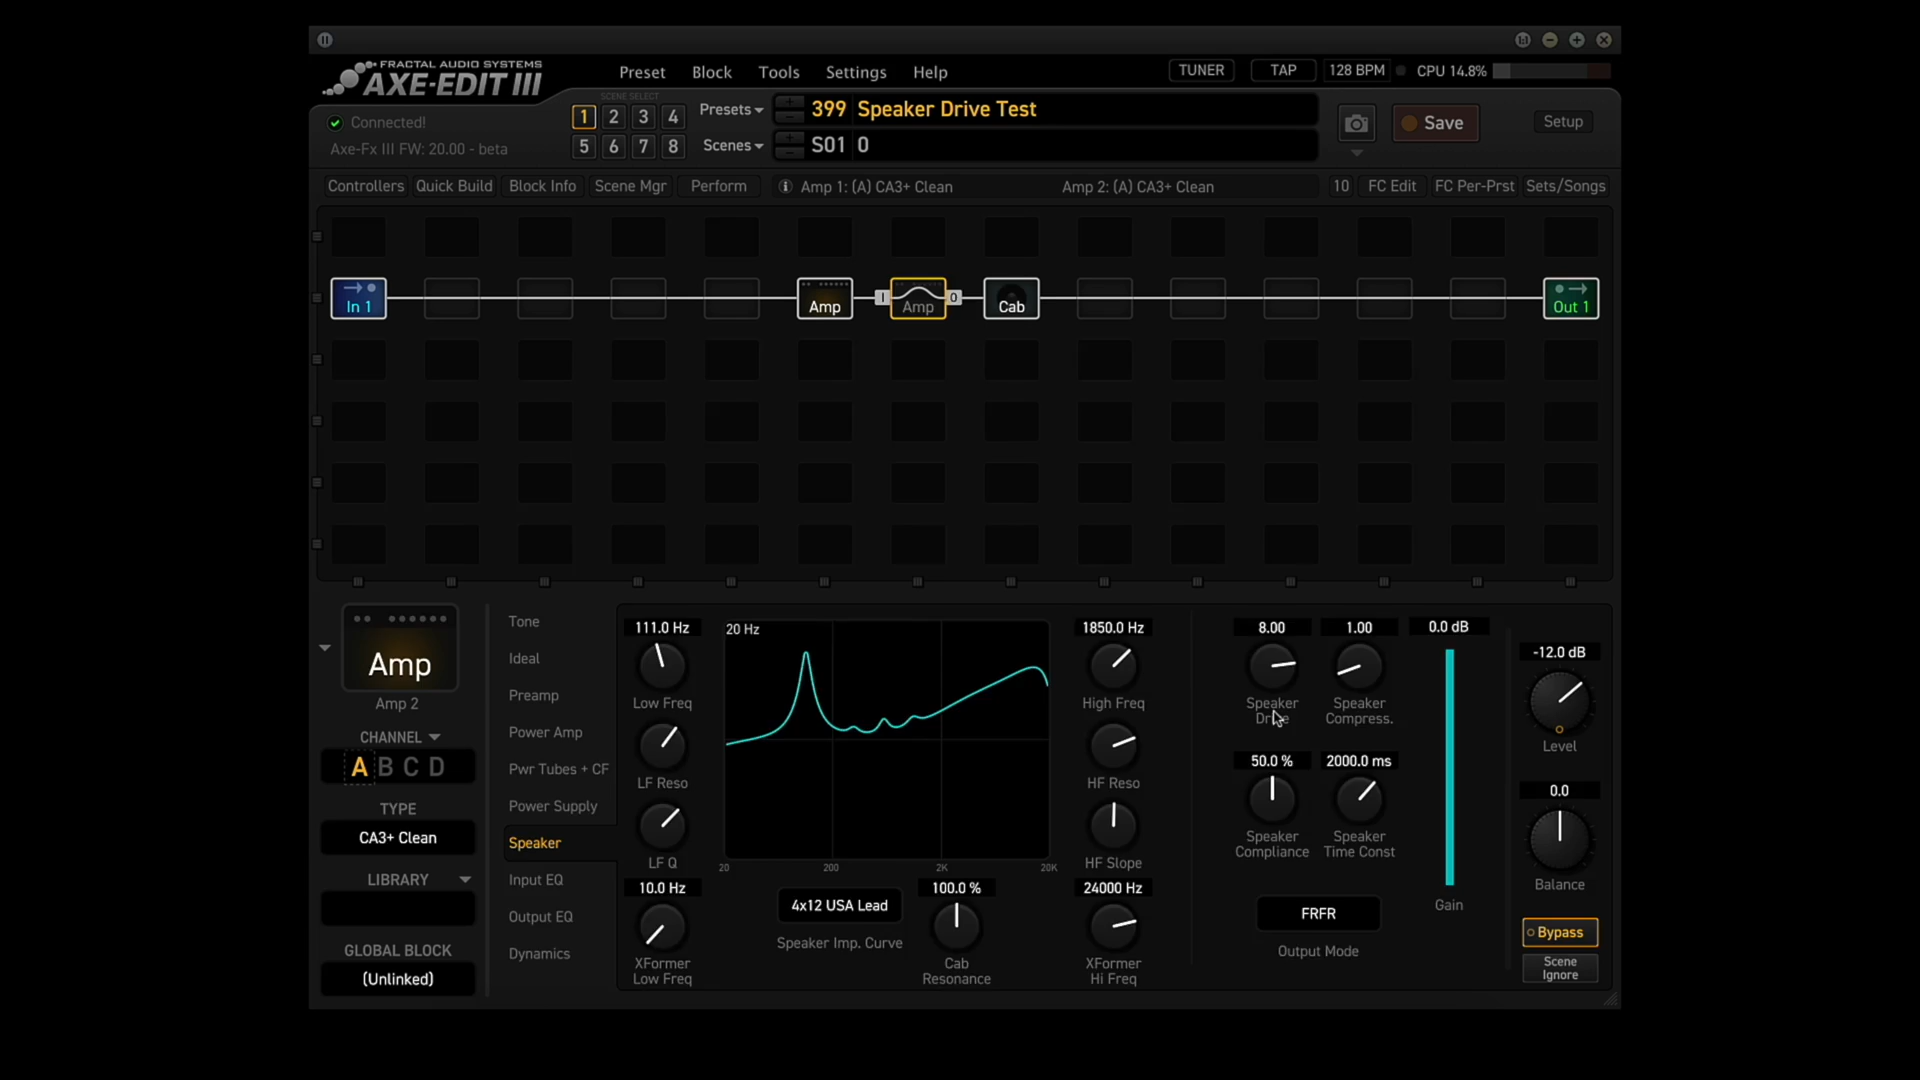 FRACTAL AUDIO SYSTEMS
AXE-EDIT III
Preset Block Tools Settings Help
TUNER TAP 128 BPM CPU 14.8%
SCENE SELECT
1 2 3 4
5 6 7 8
Presets 399 Speaker Drive Test
Scenes S01 0
Save Setup
Connected!
Axe-Fx III FW: 20.00 - beta
Controllers Quick Build Block Info Scene Mgr Perform Amp 1: (A) CA3+ Clean Amp 2: (A) CA3+ Clean 10 FC Edit FC Per-Prst Sets/Songs
In 1 Amp I Amp O Cab Out 1
Amp
Amp 2
CHANNEL
A B C D
TYPE
CA3+ Clean
LIBRARY
GLOBAL BLOCK
(Unlinked)
Tone
Ideal
Preamp
Power Amp
Pwr Tubes + CF
Power Supply
Speaker
Input EQ
Output EQ
Dynamics
111.0 Hz
Low Freq
LF Reso
LF Q
10.0 Hz
XFormer
Low Freq
20 Hz
20 200 2K 20K
4x12 USA Lead
Speaker Imp. Curve
100.0 %
Cab
Resonance
1850.0 Hz
High Freq
HF Reso
HF Slope
24000 Hz
XFormer
Hi Freq
8.00
Speaker
Drive
1.00
Speaker
Compress.
50.0 %
Speaker
Compliance
2000.0 ms
Speaker
Time Const
FRFR
Output Mode
0.0 dB
Gain
-12.0 dB
Level
0.0
Balance
Bypass
Scene
Ignore